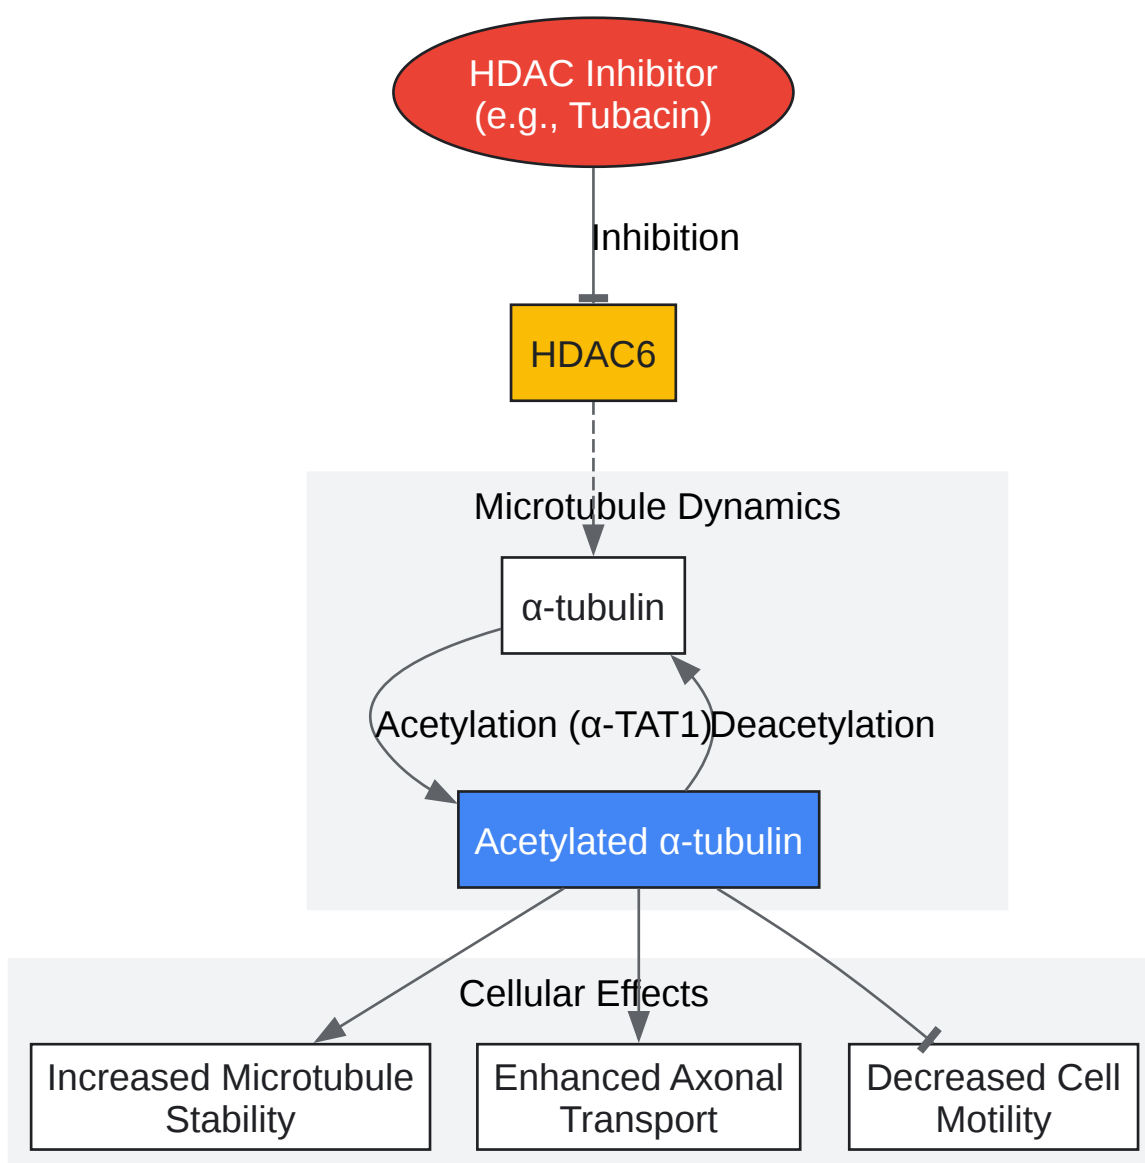 HDAC Inhibitor
(e.g., Tubacin)
Inhibition
HDAC6
Microtubule Dynamics
α-tubulin
Acetylation (α-TAT1)
Deacetylation
Acetylated α-tubulin
Cellular Effects
Increased Microtubule
Stability
Enhanced Axonal
Transport
Decreased Cell
Motility